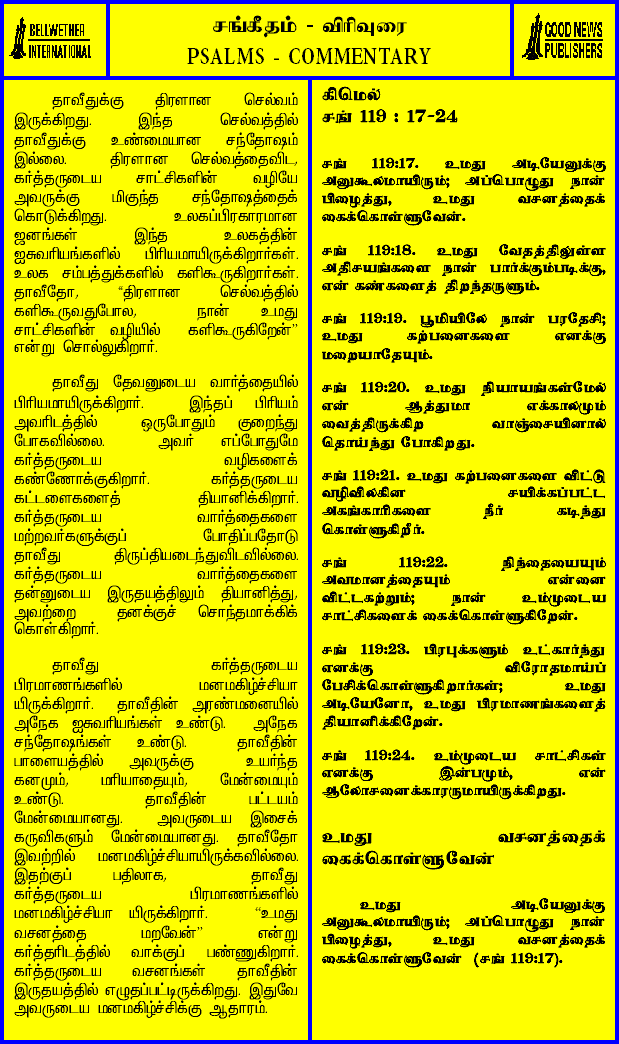 BELLWETHER
INTERNATIONAL
சங்கீதம் - விரிவுரை
PSALMS - COMMENTARY
GOOD NEWS
PUBLISHERS
தாவீதுக்கு திரளான செல்வம்
இருக்கிறது. இந்த செல்வத்தில்
தாவீதுக்கு உண்மையான சந்தோஷம்
இல்லை. திரளான செல்வத்தைவிட,
கர்த்தருடைய சாட்சிகளின் வழியே
அவருக்கு மிகுந்த சந்தோஷத்தைக்
கொடுக்கிறது. உலகப்பிரகாரமான
ஜனங்கள் இந்த உலகத்தின்
ஐசுவரியங்களில் பிரியமாயிருக்கிறார்கள்.
உலக சம்பத்துக்களில் களிகூருகிறார்கள்.
தாவீதோ, “திரளான செல்வத்தில்
களிகூருவதுபோல, நான் உமது
சாட்சிகளின் வழியில் களிகூருகிறேன்”
என்று சொல்லுகிறார்.
தாவீது தேவனுடைய வார்த்தையில்
பிரியமாயிருக்கிறார். இந்தப் பிரியம்
அவரிடத்தில் ஒருபோதும் குறைந்து
போகவில்லை. அவர் எப்போதுமே
கர்த்தருடைய வழிகளைக்
கண்ணோக்குகிறார். கர்த்தருடைய
கட்டளைகளைத் தியானிக்கிறார்.
கர்த்தருடைய வார்த்தைகளை
மற்றவர்களுக்குப் போதிப்பதோடு
தாவீது திருப்தியடைந்துவிடவில்லை.
கர்த்தருடைய வார்த்தைகளை
தன்னுடைய இருதயத்திலும் தியானித்து,
அவற்றை தனக்குச் சொந்தமாக்கிக்
கொள்கிறார்.
தாவீது கர்த்தருடைய
பிரமாணங்களில் மனமகிழ்ச்சியா
யிருக்கிறார். தாவீதின் அரண்மனையில்
அநேக ஐசுவரியங்கள் உண்டு. அநேக
சந்தோஷங்கள் உண்டு. தாவீதின்
பாளையத்தில் அவருக்கு உயர்ந்த
கனமும், மரியாதையும், மேன்மையும்
உண்டு. தாவீதின் பட்டயம்
மேன்மையானது. அவருடைய இசைக்
கருவிகளும் மேன்மையானது. தாவீதோ
இவற்றில் மனமகிழ்ச்சியாயிருக்கவில்லை.
இதற்குப் பதிலாக, தாவீது
கர்த்தருடைய பிரமாணங்களில்
மனமகிழ்ச்சியா யிருக்கிறார். “உமது
வசனத்தை மறவேன்” என்று
கர்த்தரிடத்தில் வாக்குப் பண்ணுகிறார்.
கர்த்தருடைய வசனங்கள் தாவீதின்
இருதயத்தில் எழுதப்பட்டிருக்கிறது. இதுவே
அவருடைய மனமகிழ்ச்சிக்கு ஆதாரம்.
கிமெல்
சங் 119 : 17-24
சங் 119:17. உமது அடியேனுக்கு
அனுகூலமாயிரும்; அப்பொழுது நான்
பிழைத்து, உமது வசனத்தைக்
கைக்கொள்ளுவேன்.
சங் 119:18. உமது வேதத்திலுள்ள
அதிசயங்களை நான் பார்க்கும்படிக்கு,
என் கண்களைத் திறந்தருளும்.
சங் 119:19. பூமியிலே நான் பரதேசி;
உமது கற்பனைகளை எனக்கு
மறையாதேயும்.
சங் 119:20. உமது நியாயங்கள்மேல்
என் ஆத்துமா எக்காலமும்
வைத்திருக்கிற வாஞ்சையினால்
தொய்ந்து போகிறது.
சங் 119:21. உமது கற்பனைகளை விட்டு
வழிவிலகின சபிக்கப்பட்ட
அகங்காரிகளை நீர் கடிந்து
கொள்ளுகிறீர்.
சங் 119:22. நிந்தையையும்
அவமானத்தையும் என்னை
விட்டகற்றும்; நான் உம்முடைய
சாட்சிகளைக் கைக்கொள்ளுகிறேன்.
சங் 119:23. பிரபுக்களும் உட்கார்ந்து
எனக்கு விரோதமாய்ப்
பேசிக்கொள்ளுகிறார்கள்; உமது
அடியேனோ, உமது பிரமாணங்களைத்
தியானிக்கிறேன்.
சங் 119:24. உம்முடைய சாட்சிகள்
எனக்கு இன்பமும், என்
ஆலோசனைக்காரருமாயிருக்கிறது.
உமது வசனத்தைக்
கைக்கொள்ளுவேன்
உமது அடியேனுக்கு
அனுகூலமாயிரும்; அப்பொழுது நான்
பிழைத்து, உமது வசனத்தைக்
கைக்கொள்ளுவேன் (சங் 119:17).